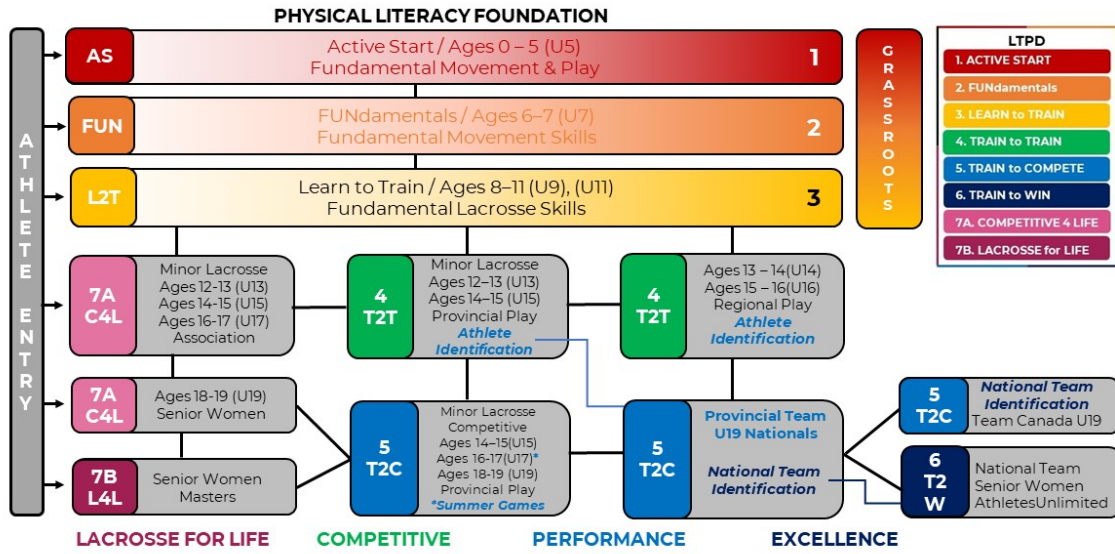 PHYSICAL LITERACY FOUNDATION
ATHLETE ENTRY
AS
Active Start / Ages 0 – 5 (U5)
Fundamental Movement & Play
1
FUN
FUNdamentals / Ages 6–7 (U7)
Fundamental Movement Skills
2
L2T
Learn to Train / Ages 8–11 (U9), (U11)
Fundamental Lacrosse Skills
3
GRASSROOTS
LTPD
1. ACTIVE START
2. FUNdamentals
3. LEARN to TRAIN
4. TRAIN to TRAIN
5. TRAIN to COMPETE
6. TRAIN to WIN
7A. COMPETITIVE 4 LIFE
7B. LACROSSE for LIFE
7A
C4L
Minor Lacrosse
Ages 12-13 (U13)
Ages 14-15 (U15)
Ages 16-17 (U17)
Association
4
T2T
Minor Lacrosse
Ages 12–13 (U13)
Ages 14–15 (U15)
Provincial Play
Athlete
Identification
4
T2T
Ages 13 – 14(U14)
Ages 15 – 16(U16)
Regional Play
Athlete
Identification
7A
C4L
Ages 18-19 (U19)
Senior Women
7B
L4L
Senior Women
Masters
5
T2C
Minor Lacrosse
Competitive
Ages 14–15(U15)
Ages 16-17(U17)*
Ages 18-19 (U19)
Provincial Play
*Summer Games
5
T2C
Provincial Team
U19 Nationals
National Team
Identification
5
T2C
National Team
Identification
Team Canada U19
6
T2
W
National Team
Senior Women
AthletesUnlimited
LACROSSE FOR LIFE
COMPETITIVE
PERFORMANCE
EXCELLENCE